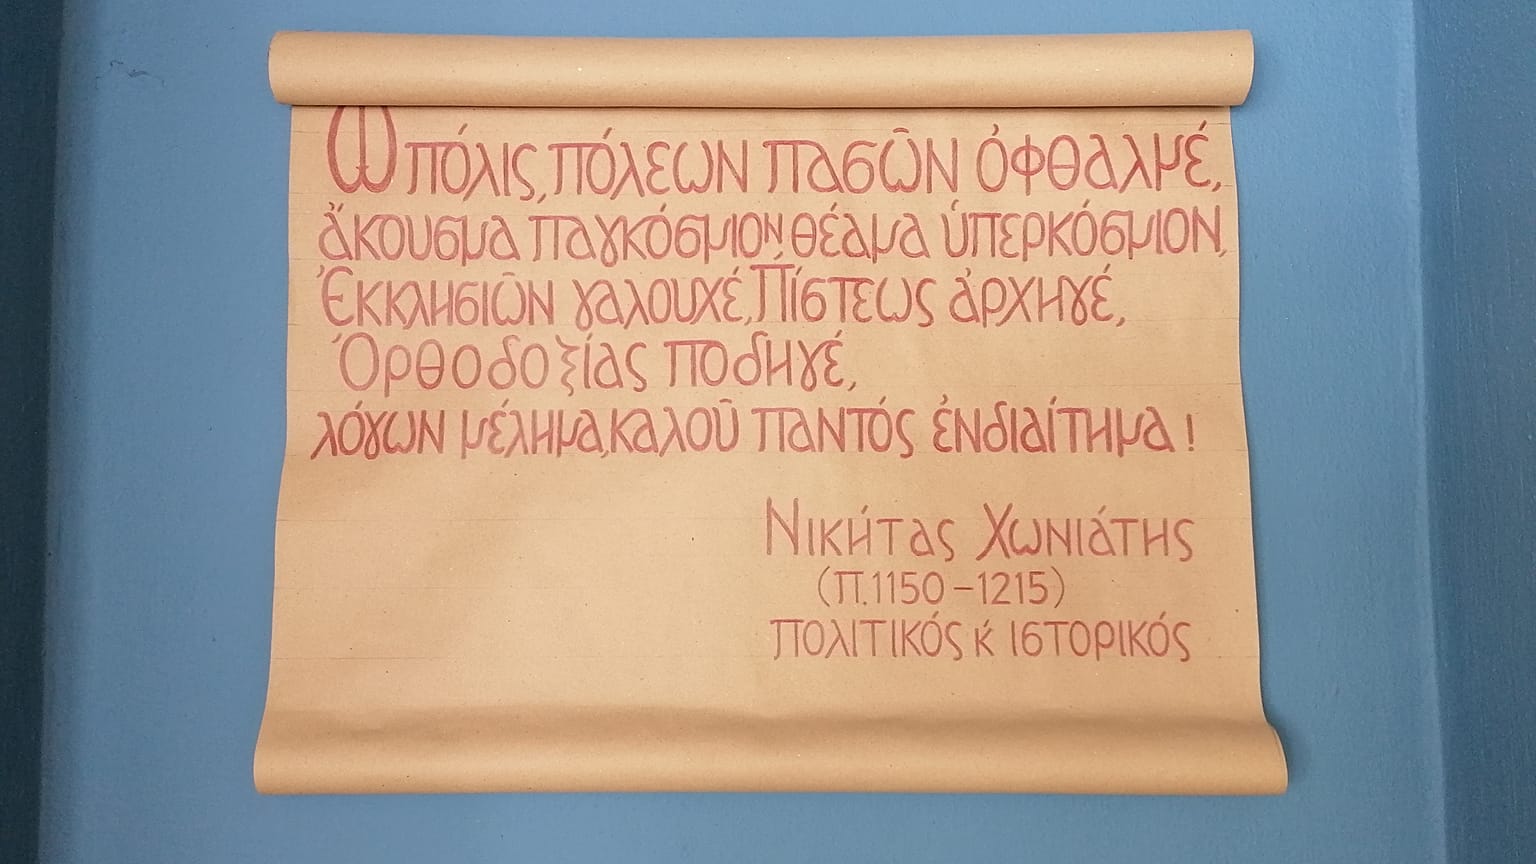 Ὦ πόλις, πόλεων πασῶν ὀφθαλμέ,
ἄκουσμα παγκόσμιον, θέαμα ὑπερκόσμιον,
Ἐκκλησιῶν γαλουχέ, Πίστεως ἀρχηγέ,
Ὀρθοδοξίας ποδηγέ,
λόγων μέλημα, καλοῦ παντός ἐνδιαίτημα!
Νικήτας Χωνιάτης
(π. 1150 – 1215)
πολιτικός κ́ ιστορικός